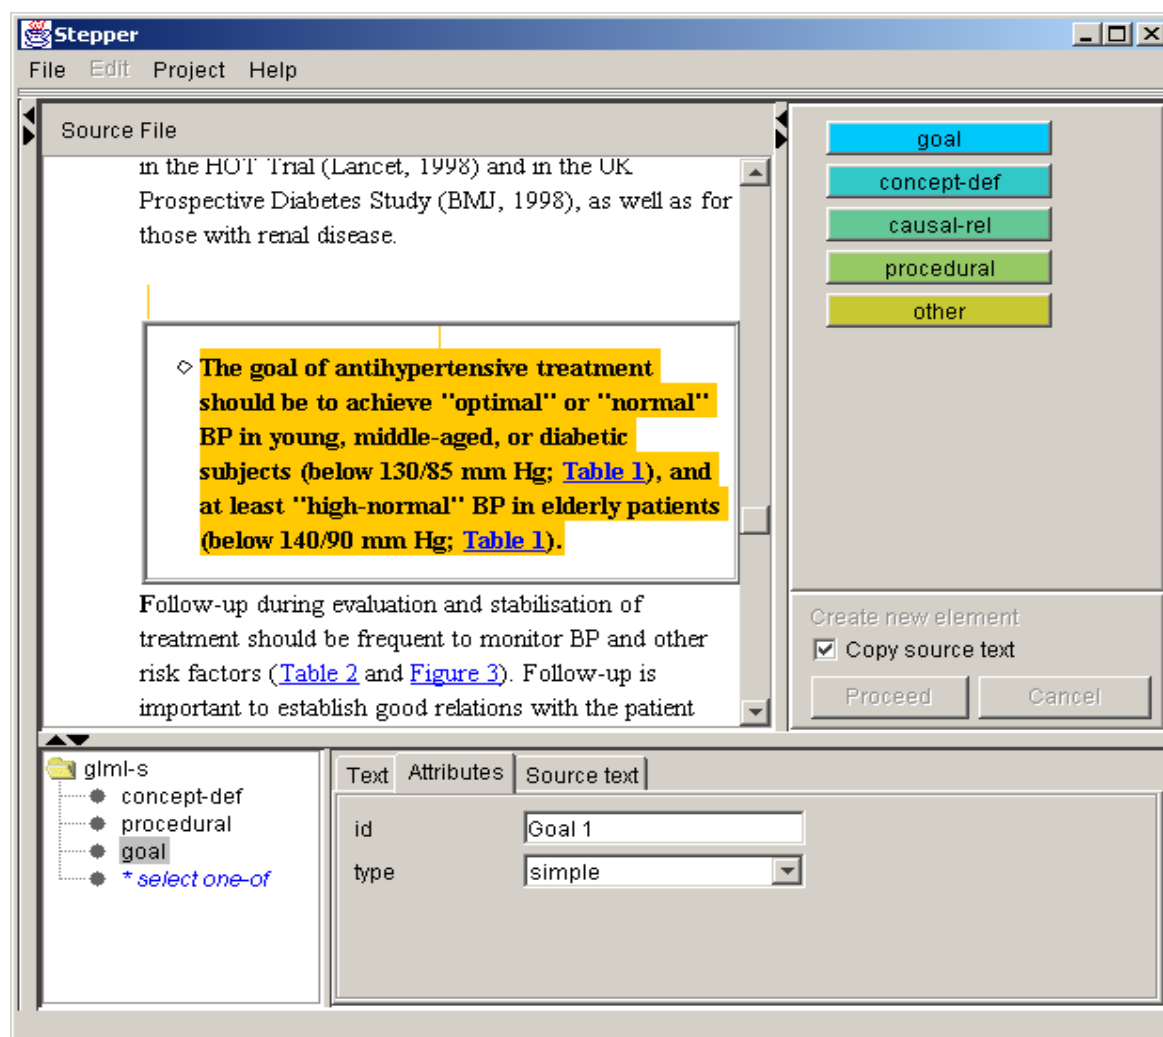 Stepper
File Edit Project Help
Source File
in the HOT Trial (Lancet, 1998) and in the UK
Prospective Diabetes Study (BMJ, 1998), as well as for
those with renal disease.
The goal of antihypertensive treatment
should be to achieve "optimal" or "normal"
BP in young, middle-aged, or diabetic
subjects (below 130/85 mm Hg; Table 1), and
at least "high-normal" BP in elderly patients
(below 140/90 mm Hg; Table 1).
Follow-up during evaluation and stabilisation of
treatment should be frequent to monitor BP and other
risk factors (Table 2 and Figure 3). Follow-up is
important to establish good relations with the patient
goal
concept-def
causal-rel
procedural
other
Create new element
Copy source text
Proceed Cancel
glml-s
concept-def
procedural
goal
* select one-of
Text Attributes Source text
id Goal 1
type simple